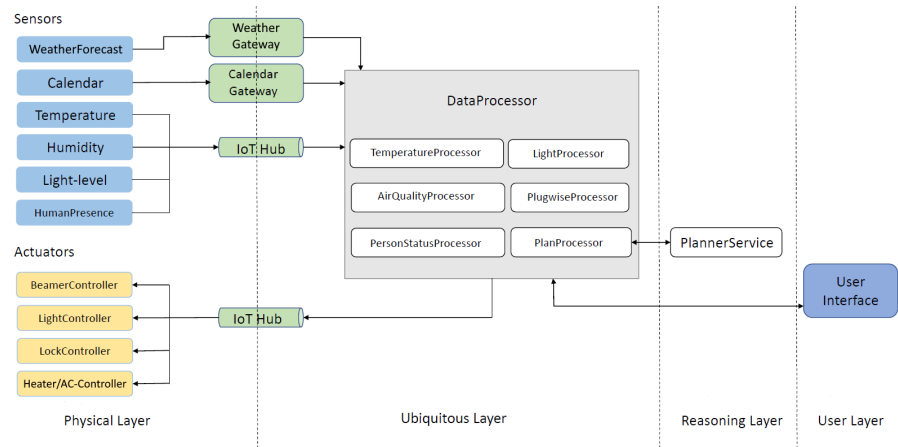 Sensors
WeatherForecast
Weather
Gateway
Calendar
Calendar
Gateway
DataProcessor
Temperature
Humidity
IoT Hub
TemperatureProcessor
LightProcessor
Light-level
AirQualityProcessor
PlugwiseProcessor
HumanPresence
PersonStatusProcessor
PlanProcessor
PlannerService
Actuators
BeamerController
User
Interface
LightController
IoT Hub
LockController
Heater/AC-Controller
Physical Layer
Ubiquitous Layer
Reasoning Layer
User Layer